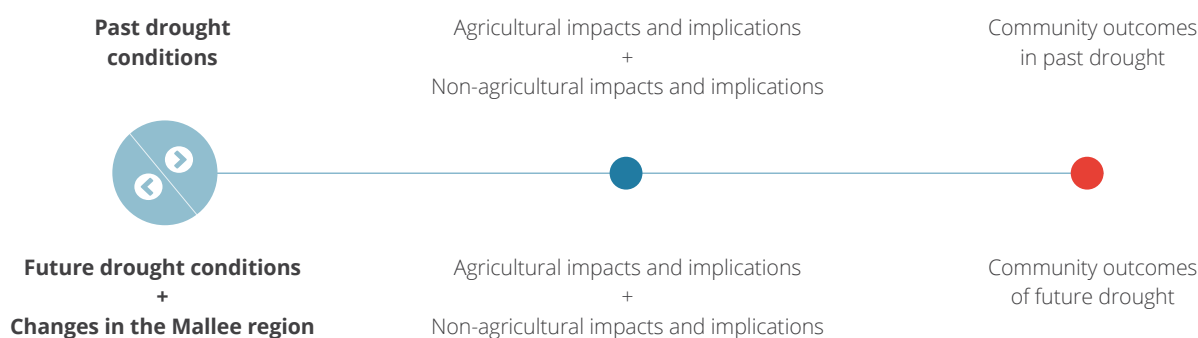 Past drought
conditions
Agricultural impacts and implications
+
Non-agricultural impacts and implications
Community outcomes
in past drought
Future drought conditions
+
Changes in the Mallee region
Agricultural impacts and implications
+
Non-agricultural impacts and implications
Community outcomes
of future drought